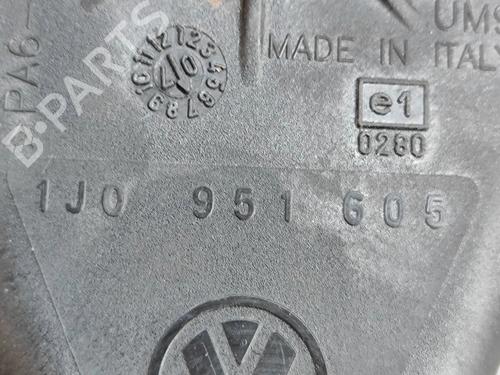 PA6-
UMS
MADE IN ITALY
e1
0280
1J0 951 605
B-PARTS